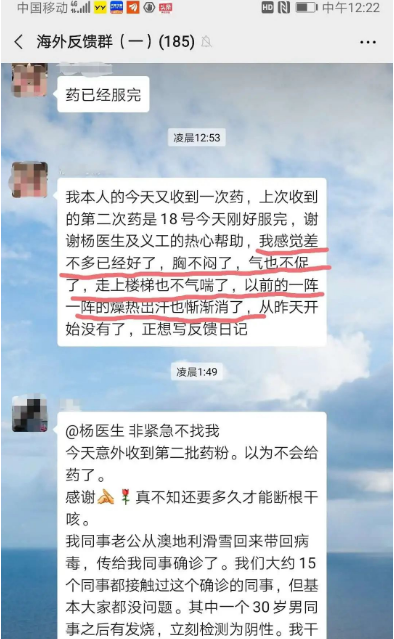 中国移动 4G HD 中午12:22
海外反馈群（一）(185)
药已经服完
凌晨12:53
我本人的今天又收到一次药，上次收到
的第二次药是18号今天刚好服完，谢
谢杨医生及义工的热心帮助，我感觉差
不多已经好了，胸不闷了，气也不促
了，走上楼梯也不气喘了，以前的一阵
一阵的燥热出汗也惭渐消了，从昨天开
始没有了，正想写反馈日记
凌晨1:49
@杨医生 非紧急不找我
今天意外收到第二批药粉。以为不会给
药了。
感谢🙏🌹真不知还要多久才能断根干
咳。
我同事老公从澳地利滑雪回来带回病
毒，传给我同事确诊了。我们大约15
个同事都接触过这个确诊的同事，但基
本大家都没问题。其中一个30岁男同
事之后有发烧，立刻检测为阴性。我干